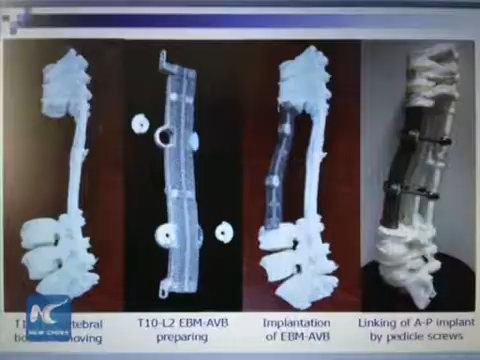 T10-L2 EBM-AVB
preparing
Implantation
of EBM-AVB
Linking of A-P implant
by pedicle screws
NEW CHINA